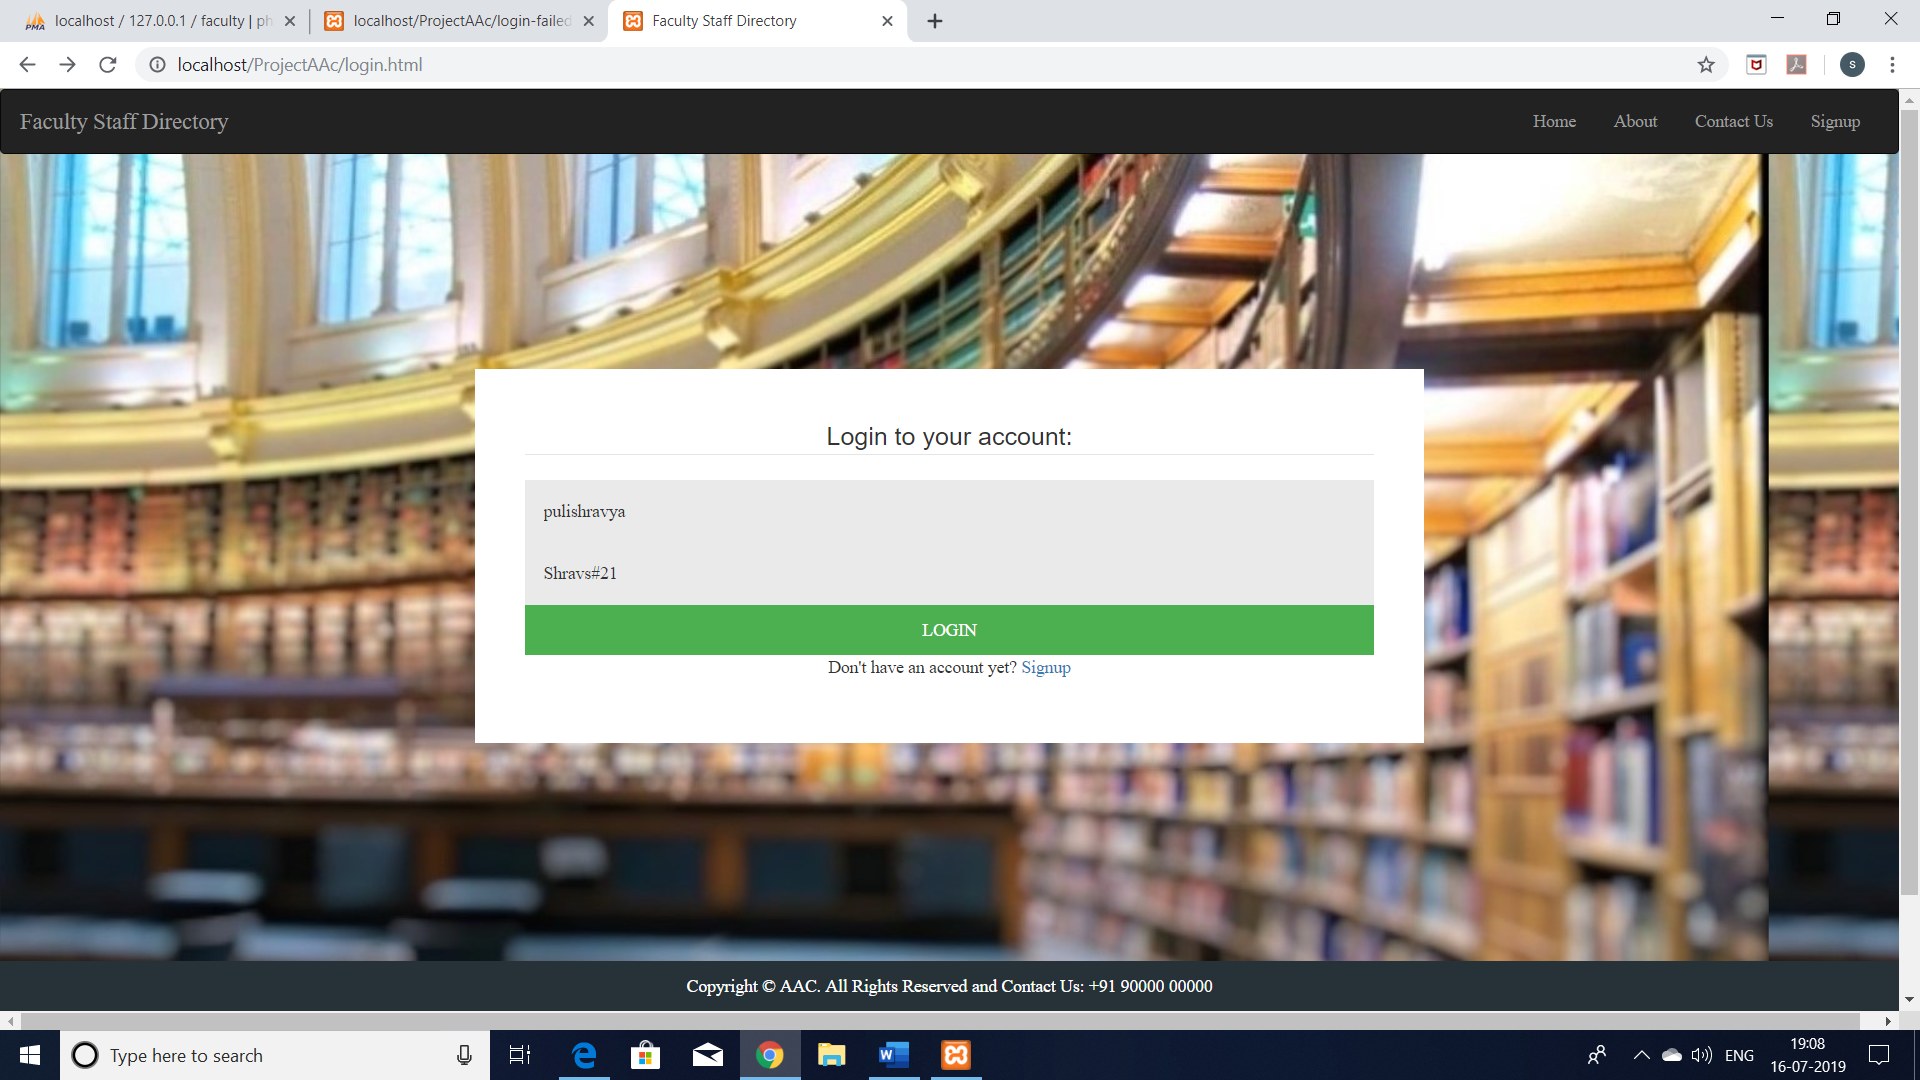 localhost / 127.0.0.1 / faculty | ph
localhost/ProjectAAc/login-failed
Faculty Staff Directory
localhost/ProjectAAc/login.html
S
Faculty Staff Directory
Home
About
Contact Us
Signup
Login to your account:
pulishravya
Shravs#21
LOGIN
Don't have an account yet? Signup
Copyright © AAC. All Rights Reserved and Contact Us: +91 90000 00000
Type here to search
ENG
19:08
16-07-2019